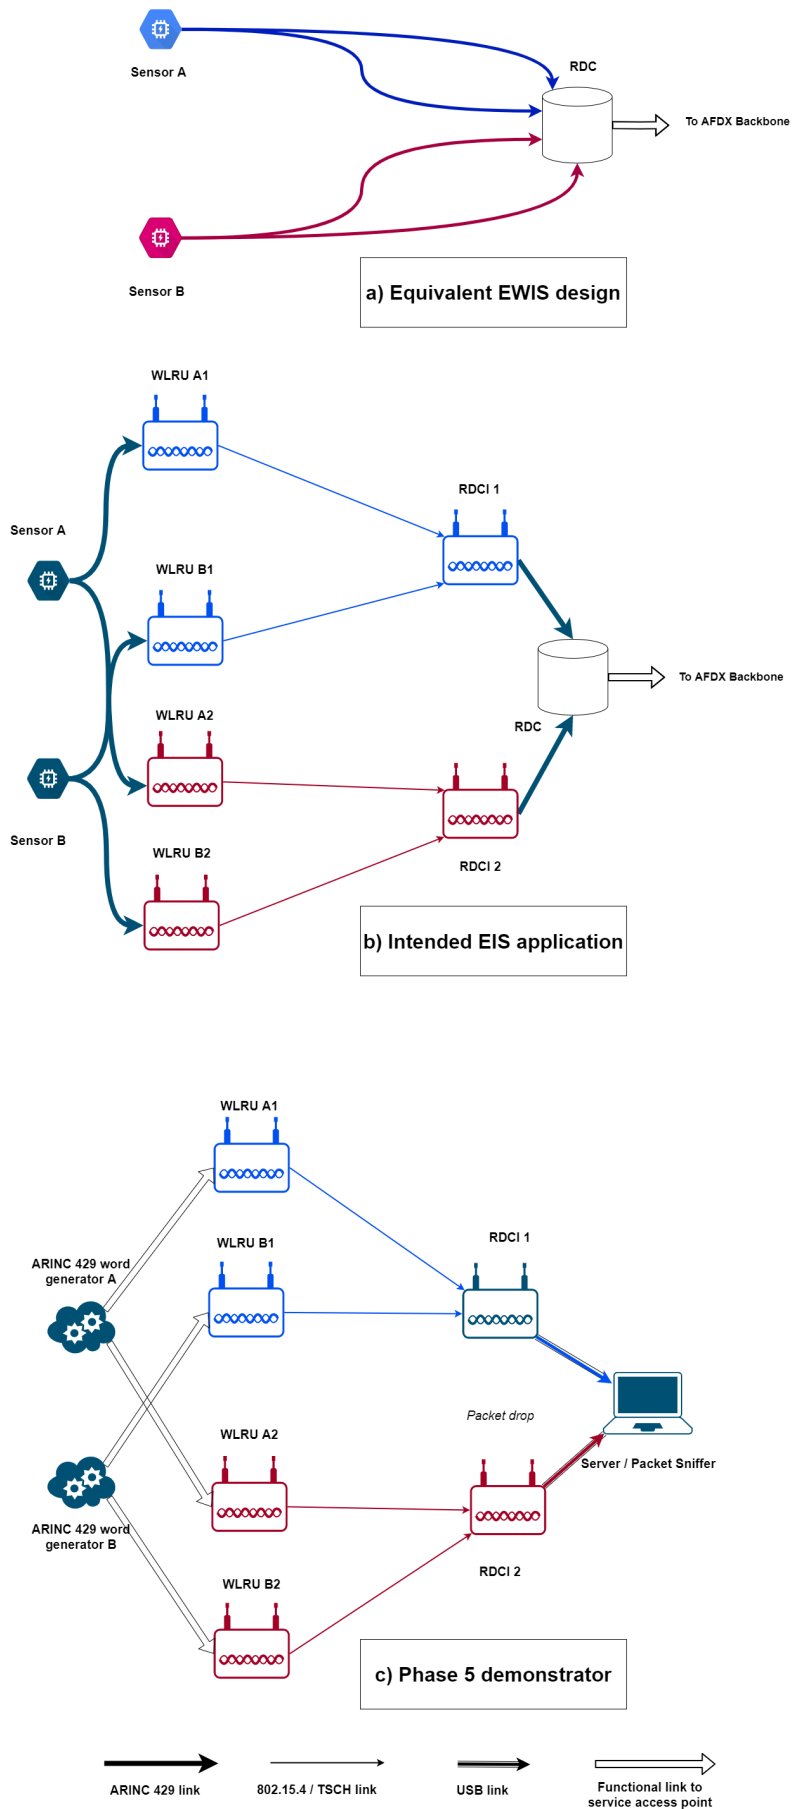 Sensor A
RDC
To AFDX Backbone
Sensor B
a) Equivalent EWIS design
WLRU A1
RDCI 1
Sensor A
WLRU B1
To AFDX Backbone
WLRU A2
RDC
Sensor B
WLRU B2
RDCI 2
b) Intended EIS application
WLRU A1
WLRU B1
RDCI 1
ARINC 429 word
generator A
Packet drop
WLRU A2
Server / Packet Sniffer
ARINC 429 word
generator B
RDCI 2
WLRU B2
c) Phase 5 demonstrator
ARINC 429 link
802.15.4 / TSCH link
USB link
Functional link to
service access point